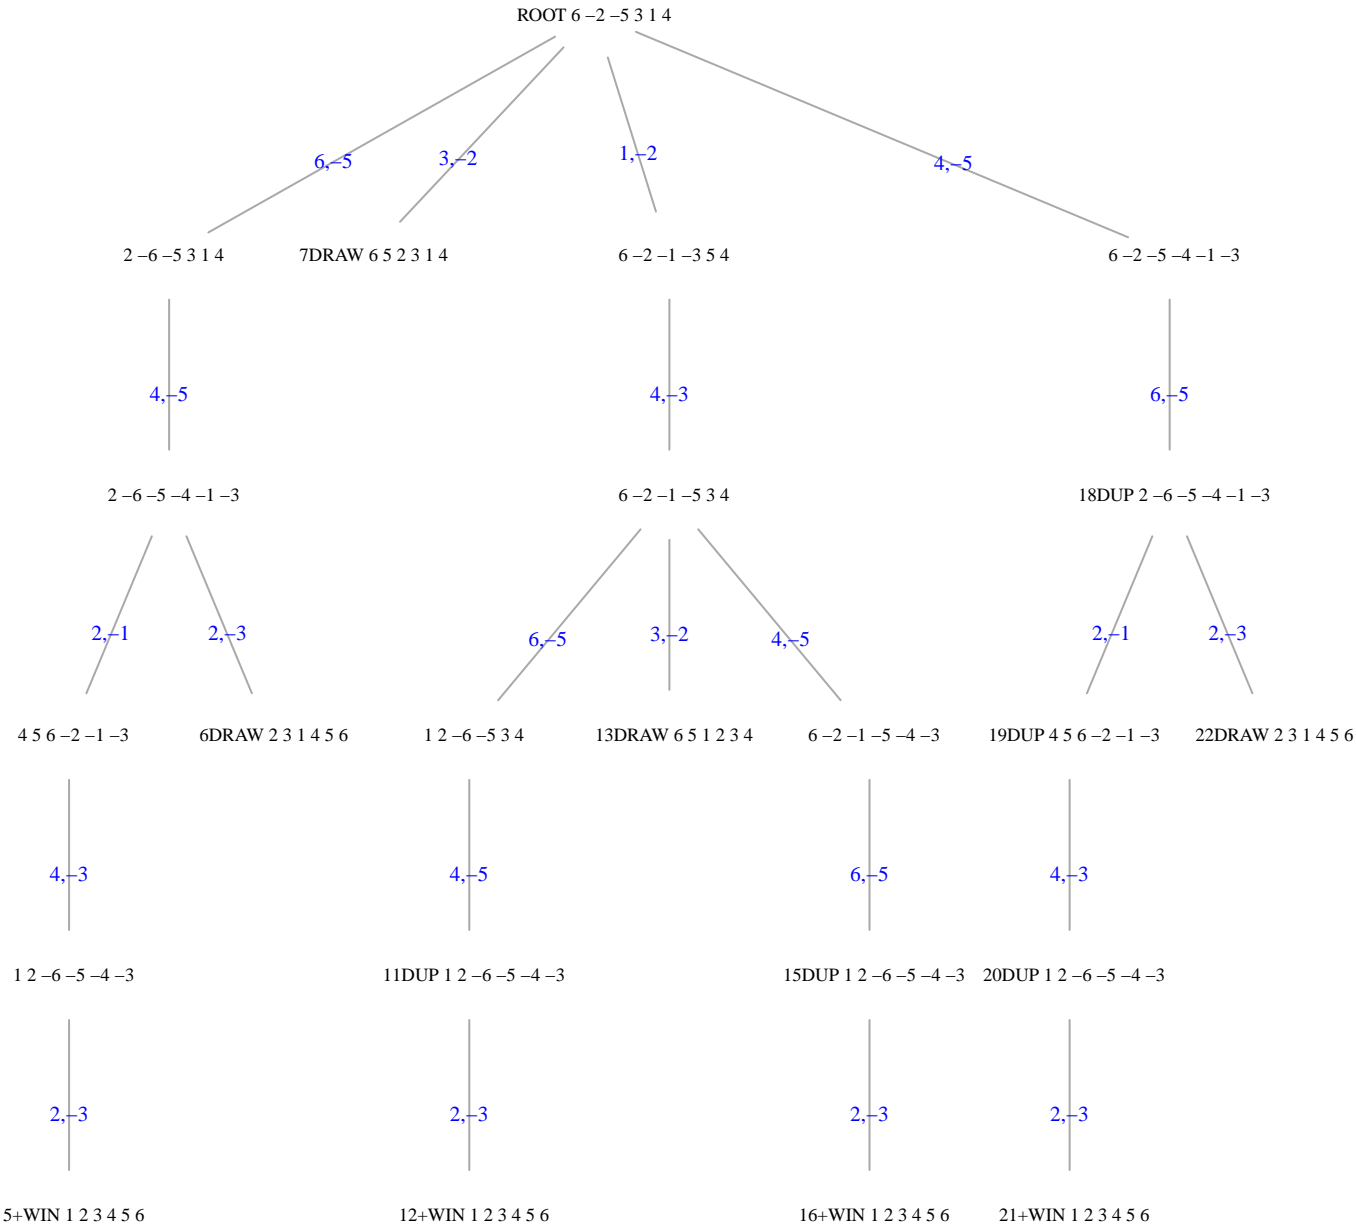 ROOT 6 –2 –5 3 1 4
6,–5 3,–2 1,–2 4,–5
2 –6 –5 3 1 4 7DRAW 6 5 2 3 1 4 6 –2 –1 –3 5 4 6 –2 –5 –4 –1 –3
4,–5 4,–3 6,–5
2 –6 –5 –4 –1 –3 6 –2 –1 –5 3 4 18DUP 2 –6 –5 –4 –1 –3
2,–1 2,–3 6,–5 3,–2 4,–5 2,–1 2,–3
4 5 6 –2 –1 –3 6DRAW 2 3 1 4 5 6 1 2 –6 –5 3 4 13DRAW 6 5 1 2 3 4 6 –2 –1 –5 –4 –3 19DUP 4 5 6 –2 –1 –3 22DRAW 2 3 1 4 5 6
4,–3 4,–5 6,–5 4,–3
1 2 –6 –5 –4 –3 11DUP 1 2 –6 –5 –4 –3 15DUP 1 2 –6 –5 –4 –3 20DUP 1 2 –6 –5 –4 –3
2,–3 2,–3 2,–3 2,–3
5+WIN 1 2 3 4 5 6 12+WIN 1 2 3 4 5 6 16+WIN 1 2 3 4 5 6 21+WIN 1 2 3 4 5 6